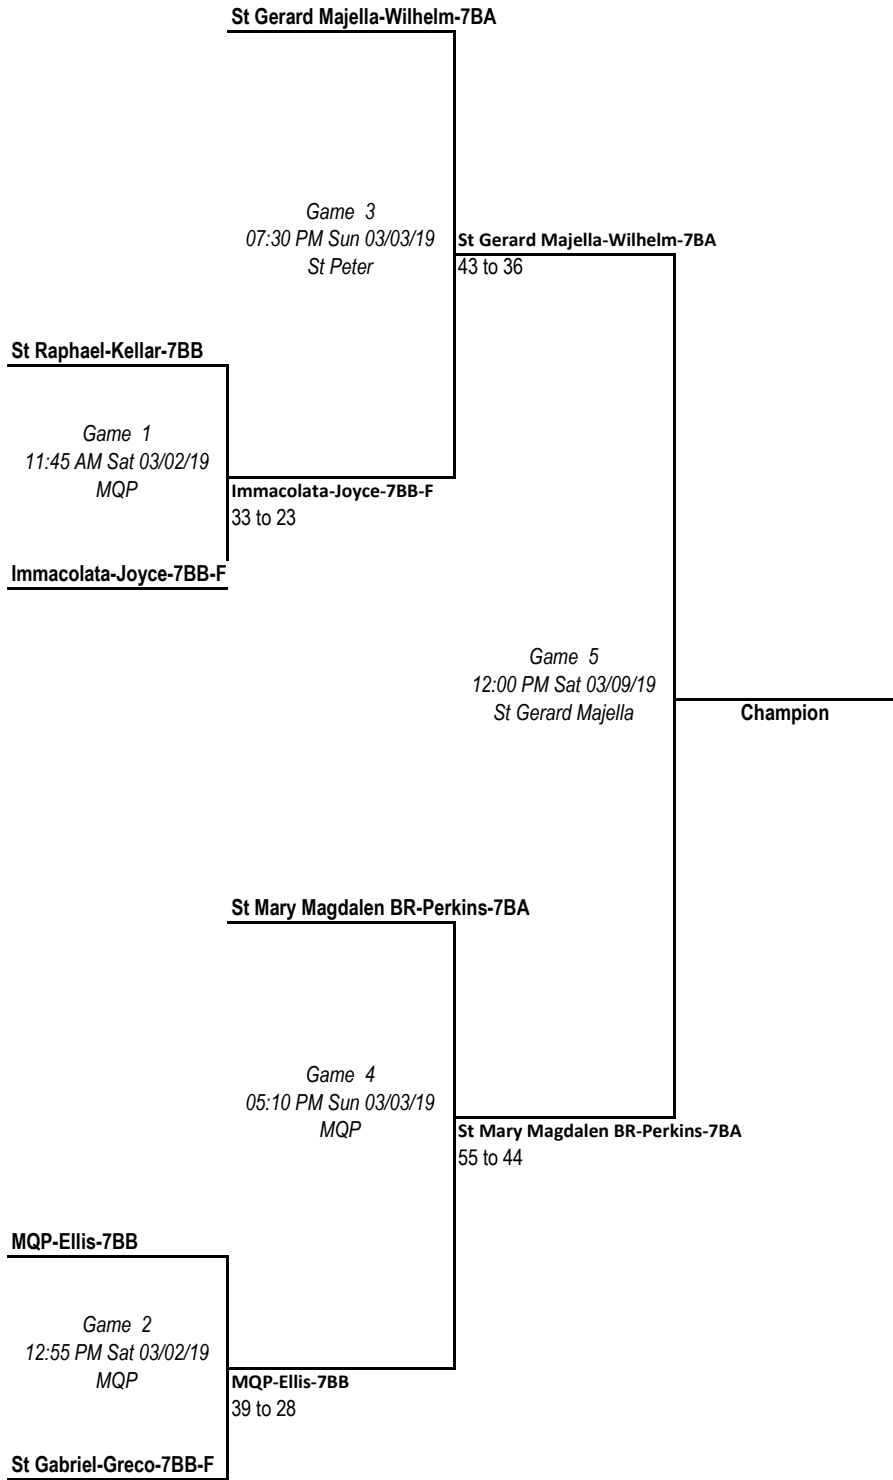 St Gerard Majella-Wilhelm-7BA
Game 3
07:30 PM Sun 03/03/19
St Peter
St Gerard Majella-Wilhelm-7BA
43 to 36
St Raphael-Kellar-7BB
Game 1
11:45 AM Sat 03/02/19
MQP
Immacolata-Joyce-7BB-F
33 to 23
Immacolata-Joyce-7BB-F
Game 5
12:00 PM Sat 03/09/19
St Gerard Majella
Champion
St Mary Magdalen BR-Perkins-7BA
Game 4
05:10 PM Sun 03/03/19
MQP
St Mary Magdalen BR-Perkins-7BA
55 to 44
MQP-Ellis-7BB
Game 2
12:55 PM Sat 03/02/19
MQP
MQP-Ellis-7BB
39 to 28
St Gabriel-Greco-7BB-F